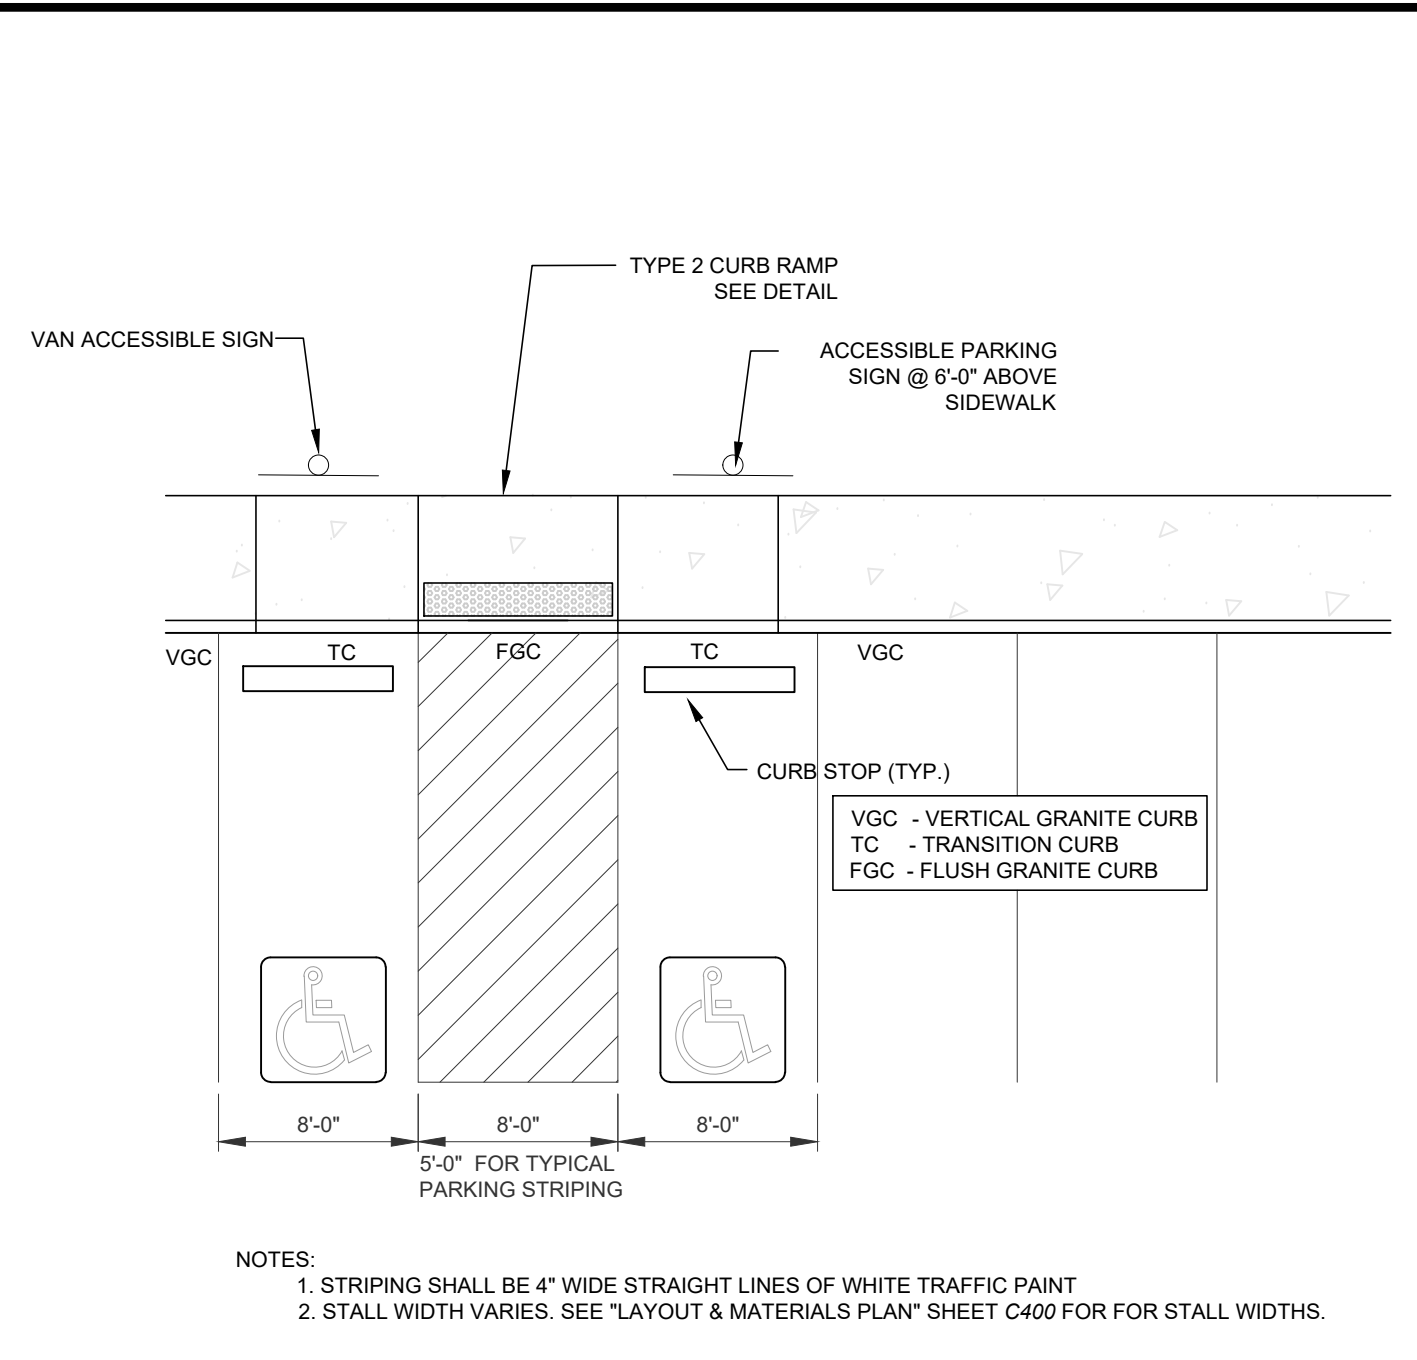 TYPE 2 CURB RAMP
SEE DETAIL
VAN ACCESSIBLE SIGN
ACCESSIBLE PARKING
SIGN @ 6'-0" ABOVE
SIDEWALK
VGC
TC
FGC
TC
VGC
CURB STOP (TYP.)
VGC - VERTICAL GRANITE CURB
TC - TRANSITION CURB
FGC - FLUSH GRANITE CURB
8'-0"
8'-0"
8'-0"
5'-0" FOR TYPICAL
PARKING STRIPING
NOTES:
1. STRIPING SHALL BE 4" WIDE STRAIGHT LINES OF WHITE TRAFFIC PAINT
2. STALL WIDTH VARIES. SEE "LAYOUT & MATERIALS PLAN" SHEET C400 FOR FOR STALL WIDTHS.